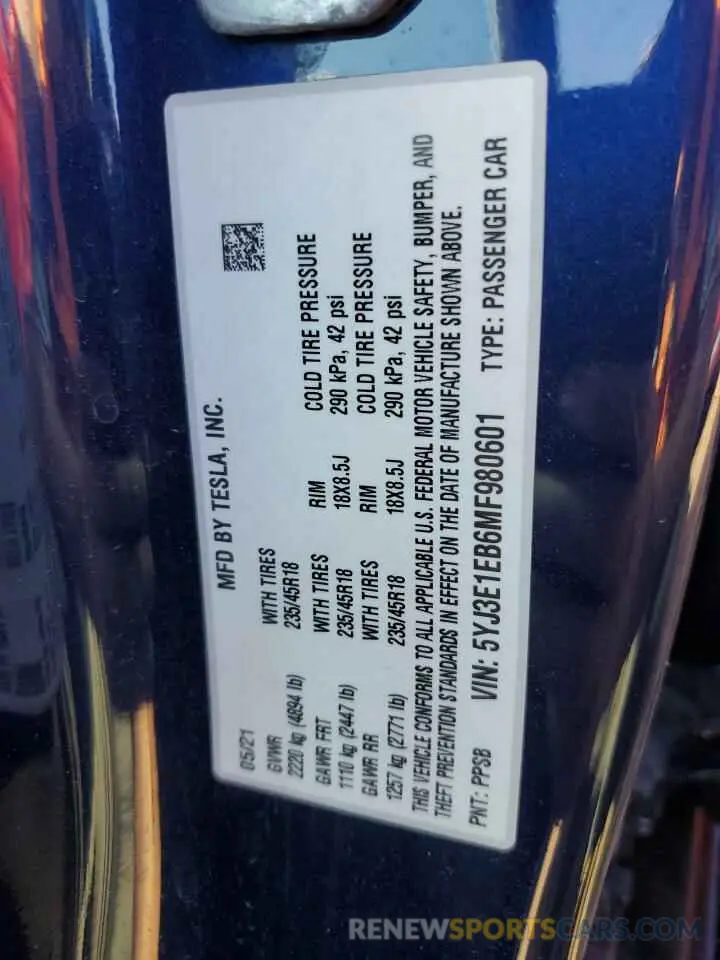 MFD BY TESLA, INC.
05/21
GVWR WITH TIRES
2220 kg (4894 lb) 235/45R18
GAWR FRT WITH TIRES RIM COLD TIRE PRESSURE
1110 kg (2447 lb) 235/45R18 18X8.5J 290 kPa, 42 psi
GAWR RR WITH TIRES RIM COLD TIRE PRESSURE
1257 kg (2771 lb) 235/45R18 18X8.5J 290 kPa, 42 psi
THIS VEHICLE CONFORMS TO ALL APPLICABLE U.S. FEDERAL MOTOR VEHICLE SAFETY, BUMPER, AND
THEFT PREVENTION STANDARDS IN EFFECT ON THE DATE OF MANUFACTURE SHOWN ABOVE.
PNT: PPSB VIN: 5YJ3E1EB6MF980601 TYPE: PASSENGER CAR
RENEWSPORTSCARS.COM